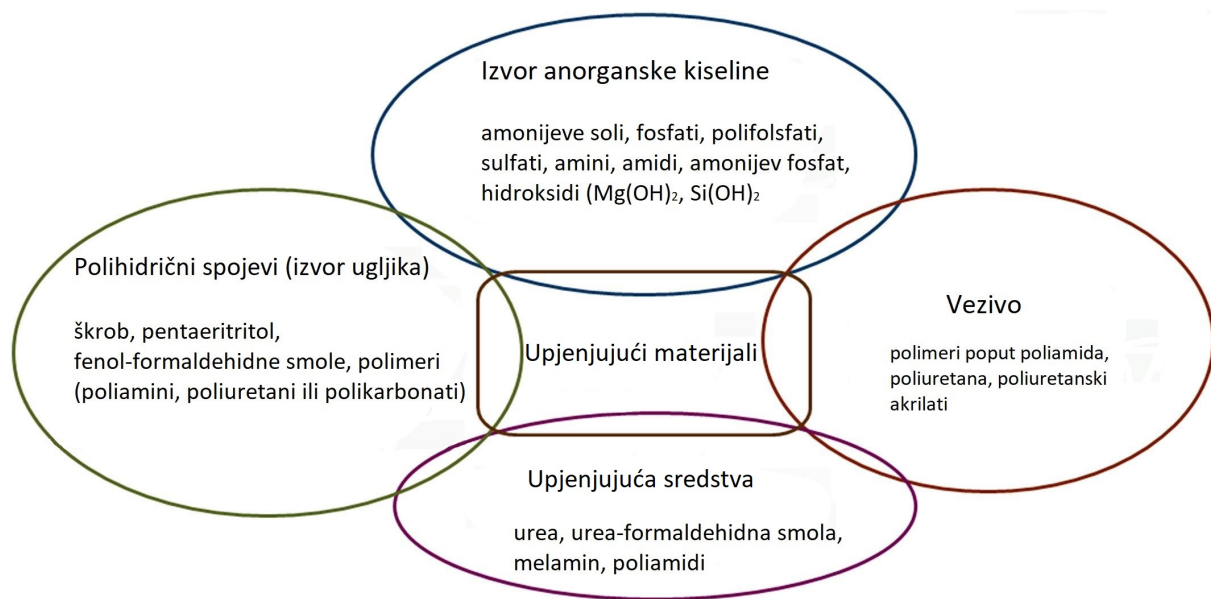 Izvor anorganske kiseline
amonijeve soli, fosfati, polifolsfati,
sulfati, amini, amidi, amonijev fosfat,
hidroksidi (Mg(OH)₂, Si(OH)₂
Polihidrični spojevi (izvor ugljika)
škrob, pentaeritritol,
fenol-formaldehidne smole, polimeri
(poliamini, poliuretani ili polikarbonati)
Upjenjujući materijali
Vezivo
polimeri poput poliamida,
poliuretana, poliuretanski
akrilati
Upjenjujuća sredstva
urea, urea-formaldehidna smola,
melamin, poliamidi